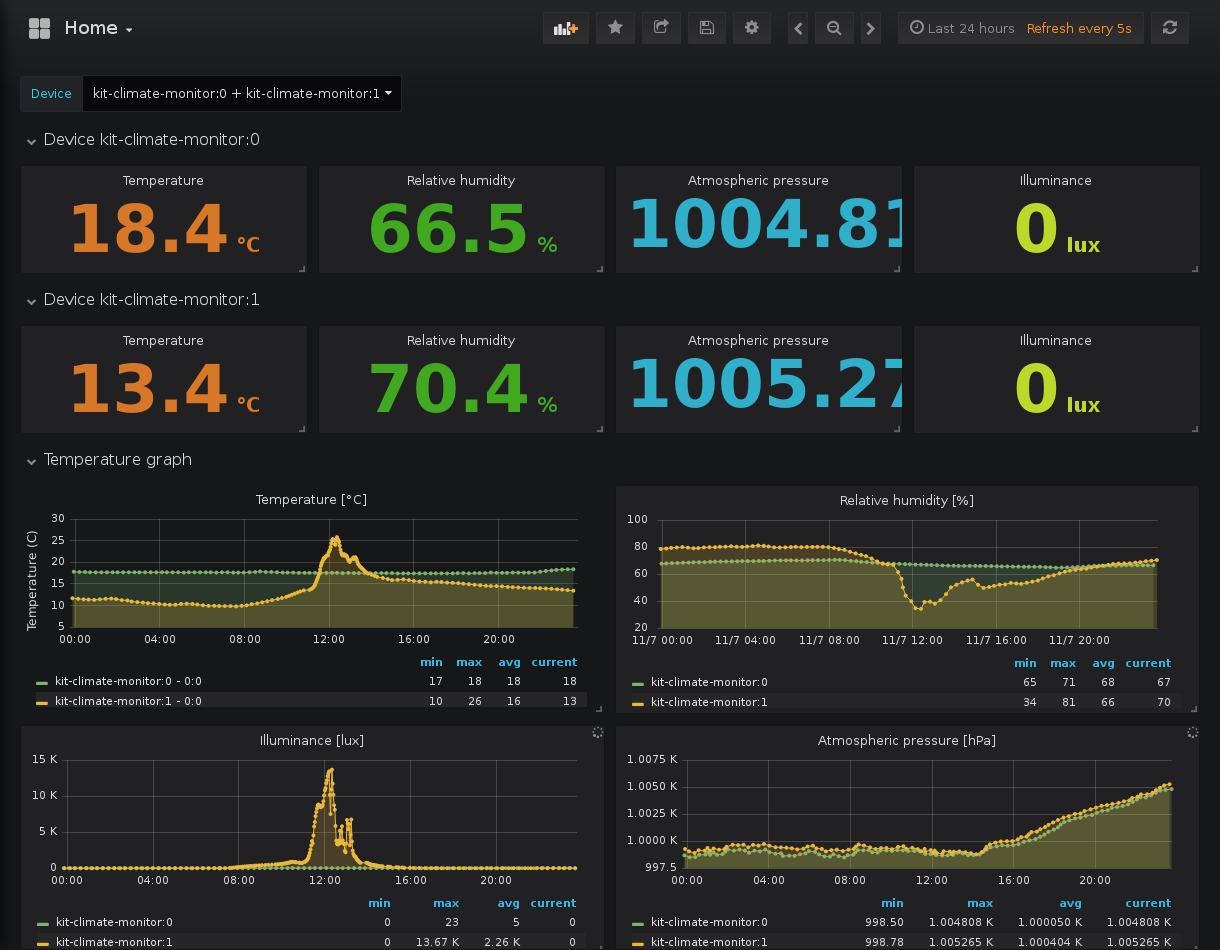 Home
Last 24 hours Refresh every 5s
Device kit-climate-monitor:0 + kit-climate-monitor:1
Device kit-climate-monitor:0
Temperature Relative humidity Atmospheric pressure Illuminance
18.4 °C 66.5 % 1004.81 0 lux
Device kit-climate-monitor:1
Temperature Relative humidity Atmospheric pressure Illuminance
13.4 °C 70.4 % 1005.27 0 lux
Temperature graph
Temperature [°C]
Temperature (C)
30
25
20
15
10
5
00:00 04:00 08:00 12:00 16:00 20:00
min max avg current
kit-climate-monitor:0 - 0:0 17 18 18 18
kit-climate-monitor:1 - 0:0 10 26 16 13
Relative humidity [%]
100
80
60
40
20
11/7 00:00 11/7 04:00 11/7 08:00 11/7 12:00 11/7 16:00 11/7 20:00
min max avg current
kit-climate-monitor:0 65 71 68 67
kit-climate-monitor:1 34 81 66 70
Illuminance [lux]
15 K
10 K
5 K
0
00:00 04:00 08:00 12:00 16:00 20:00
min max avg current
kit-climate-monitor:0 0 23 5 0
kit-climate-monitor:1 0 13.67 K 2.26 K 0
Atmospheric pressure [hPa]
1.0075 K
1.0050 K
1.0025 K
1.0000 K
997.5
00:00 04:00 08:00 12:00 16:00 20:00
min max avg current
kit-climate-monitor:0 998.50 1.004808 K 1.000050 K 1.004808 K
kit-climate-monitor:1 998.78 1.005265 K 1.000404 K 1.005265 K